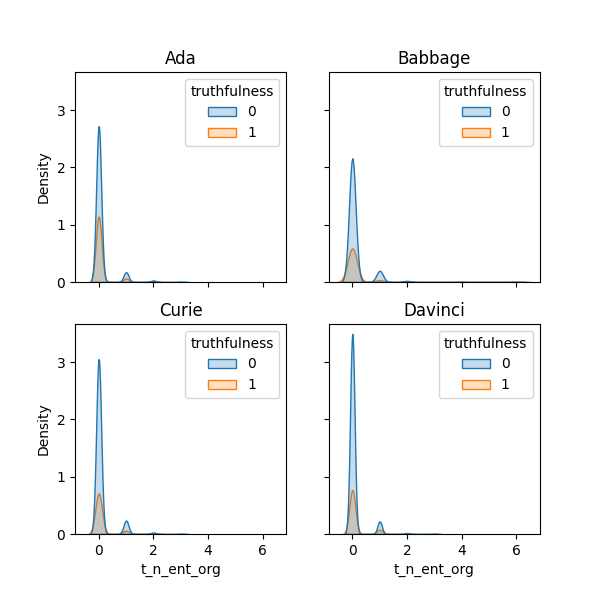 Ada
Babbage
truthfulness
0
1
truthfulness
0
1
Density
3
2
1
0
Curie
Davinci
truthfulness
0
1
truthfulness
0
1
Density
3
2
1
0
0 2 4 6
0 2 4 6
t_n_ent_org
t_n_ent_org